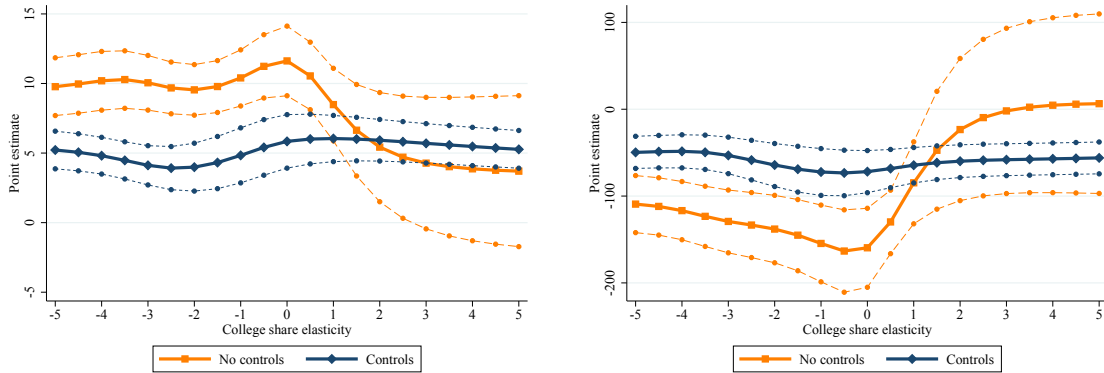 15
10
5
0
-5
Point estimate
-5 -4 -3 -2 -1 0 1 2 3 4 5
College share elasticity
No controls Controls
100
0
-100
-200
Point estimate
-5 -4 -3 -2 -1 0 1 2 3 4 5
College share elasticity
No controls Controls